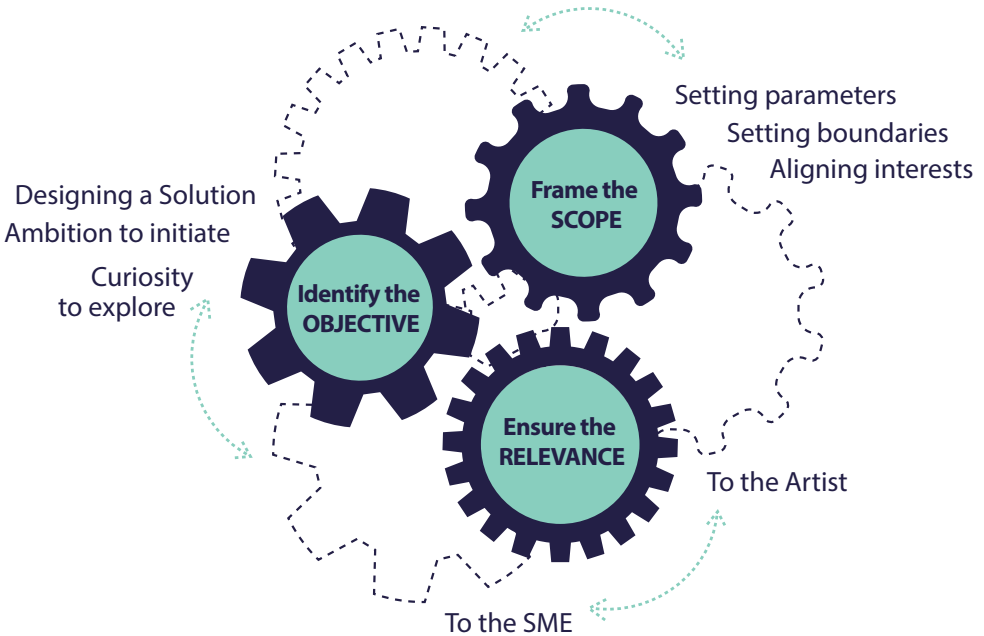 Setting parameters
Setting boundaries
Aligning interests
Frame the
SCOPE
Designing a Solution
Ambition to initiate
Curiosity
to explore
Identify the
OBJECTIVE
Ensure the
RELEVANCE
To the Artist
To the SME